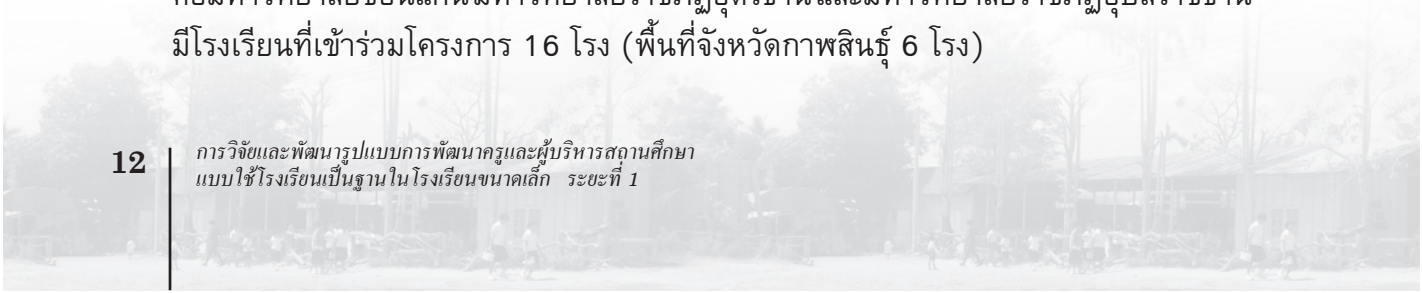 มีโรงเรียนที่เข้าร่วมโครงการ 16 โรง (พื้นที่จังหวัดกาฬสินธุ์ 6 โรง)
12
การวิจัยและพัฒนารูปแบบการพัฒนาครูและผู้บริหารสถานศึกษา
แบบใช้โรงเรียนเป็นฐานในโรงเรียนขนาดเล็ก ระยะที่ 1